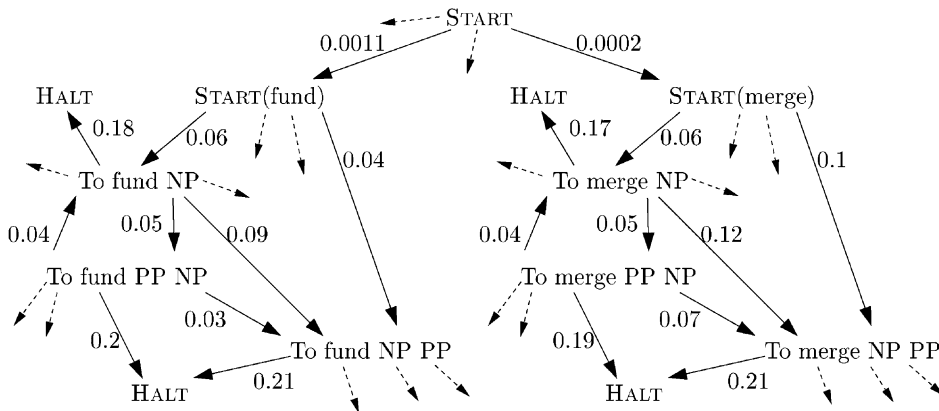 START
0.0011 0.0002
HALT START(fund) HALT START(merge)
0.18 0.06 0.17 0.06
0.04 0.1
To fund NP To merge NP
0.04 0.05 0.09 0.04 0.05 0.12
To fund PP NP To merge PP NP
0.03 0.07
0.2 0.19
To fund NP PP To merge NP PP
0.21 0.21
HALT HALT